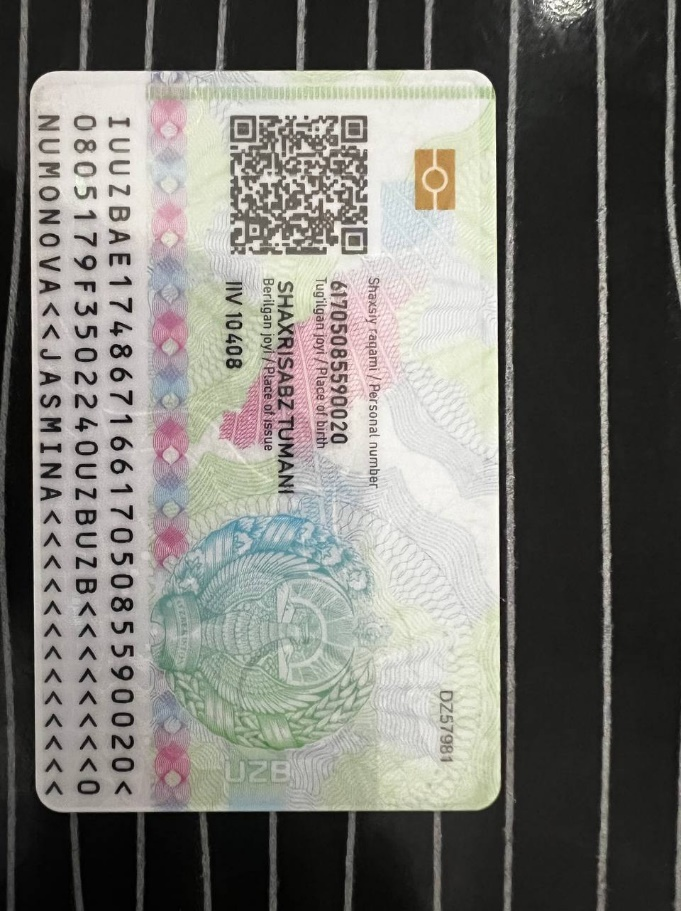 DZ57981
Shaxsiy raqami / Personal number
61705085590020
Tug'ilgan joyi / Place of birth
SHAXRISABZ TUMANI
Berilgan joyi / Place of issue
IIV 10408
UZB
IUUZBAE1748671661705085590020<
0805179F3502240UZBUZB<<<<<<<<0
NUMONOVA<<JASMINA<<<<<<<<<<<<<